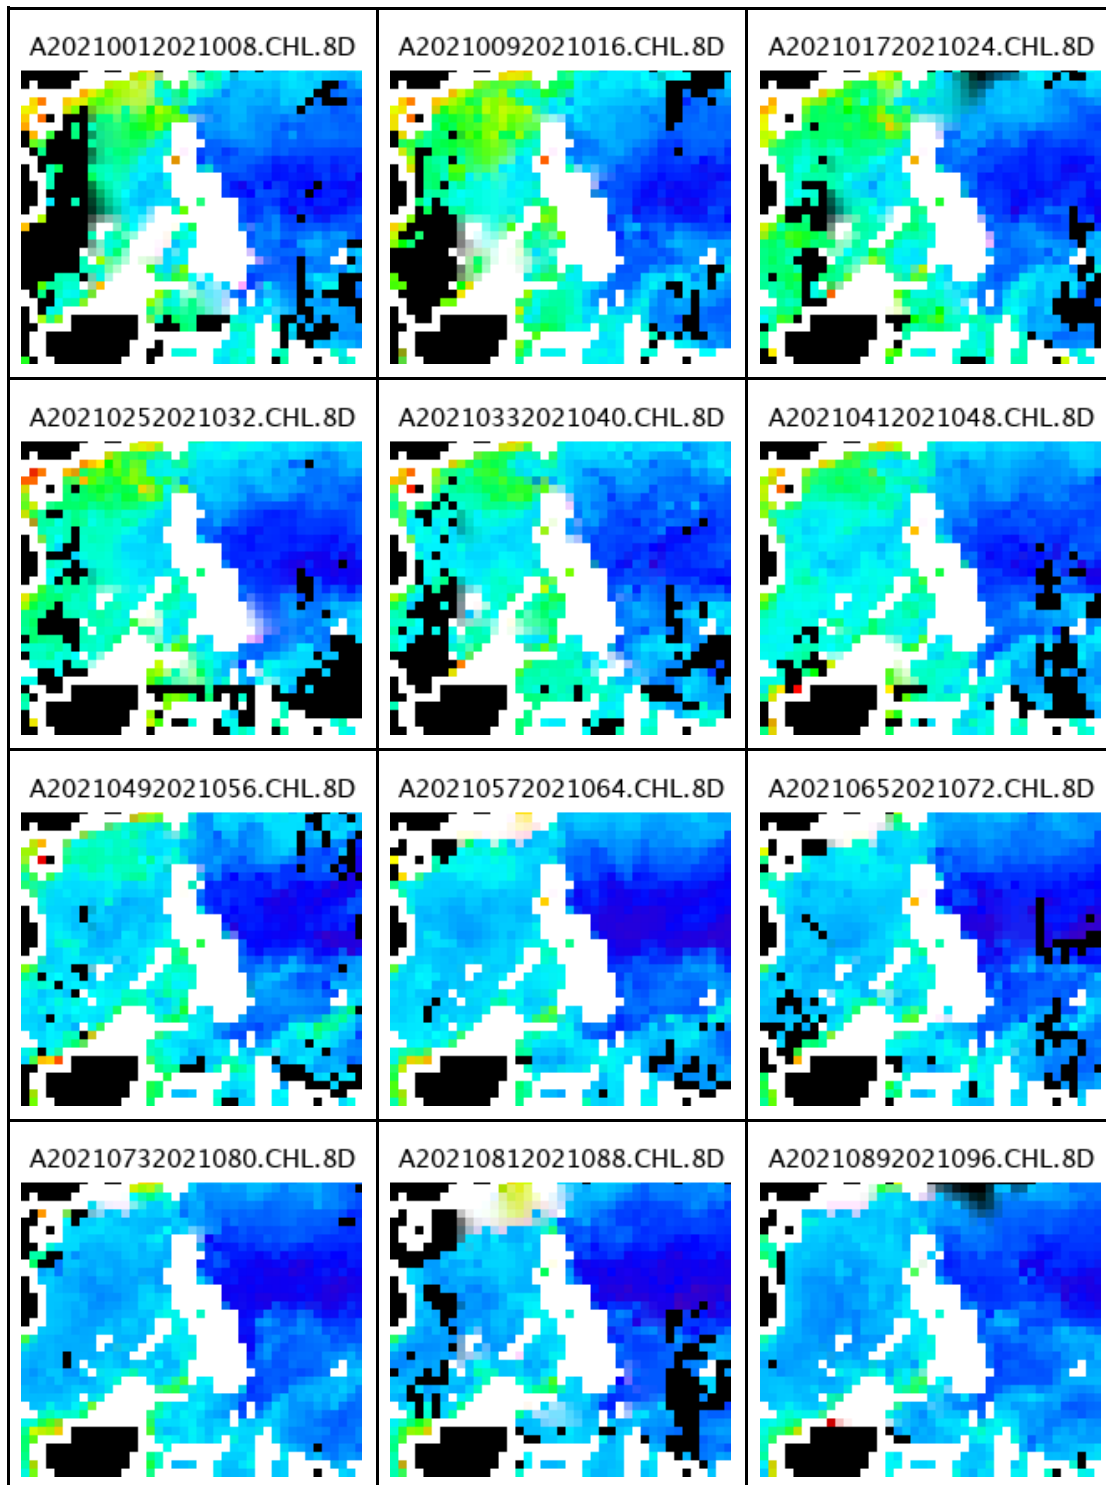 A20210012021008.CHL.8D
A20210092021016.CHL.8D
A20210172021024.CHL.8D
A20210252021032.CHL.8D
A20210332021040.CHL.8D
A20210412021048.CHL.8D
A20210492021056.CHL.8D
A20210572021064.CHL.8D
A20210652021072.CHL.8D
A20210732021080.CHL.8D
A20210812021088.CHL.8D
A20210892021096.CHL.8D